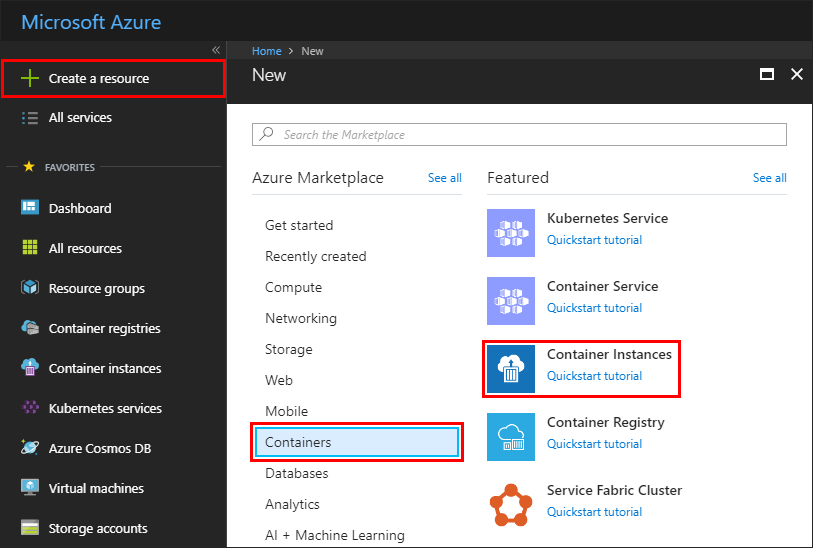 Microsoft Azure
Create a resource
All services
FAVORITES
Dashboard
All resources
Resource groups
Container registries
Container instances
Kubernetes services
Azure Cosmos DB
Virtual machines
Storage accounts
Home > New
New
Search the Marketplace
Azure Marketplace
See all
Get started
Recently created
Compute
Networking
Storage
Web
Mobile
Containers
Databases
Analytics
AI + Machine Learning
Featured
See all
Kubernetes Service
Quickstart tutorial
Container Service
Quickstart tutorial
Container Instances
Quickstart tutorial
Container Registry
Quickstart tutorial
Service Fabric Cluster
Quickstart tutorial